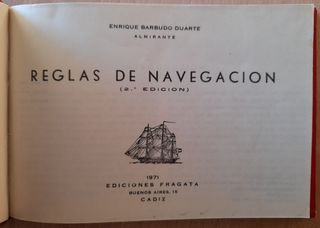 ENRIQUE BARBUDO DUARTE
ALMIRANTE
REGLAS DE NAVEGACION
(2.ª EDICION)
1971
EDICIONES FRAGATA
BUENOS AIRES, 15
CADIZ